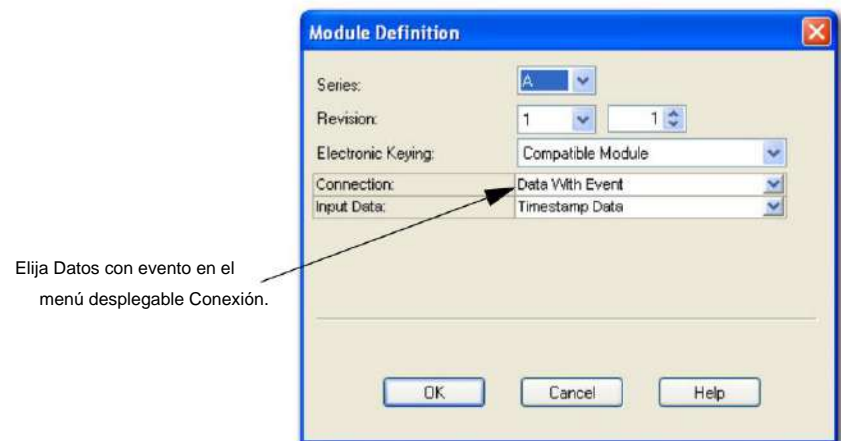 Module Definition
Series: A
Revision: 1 1
Electronic Keying: Compatible Module
Connection: Data With Event
Input Data: Timestamp Data
Elija Datos con evento en el
menú desplegable Conexión.
OK Cancel Help